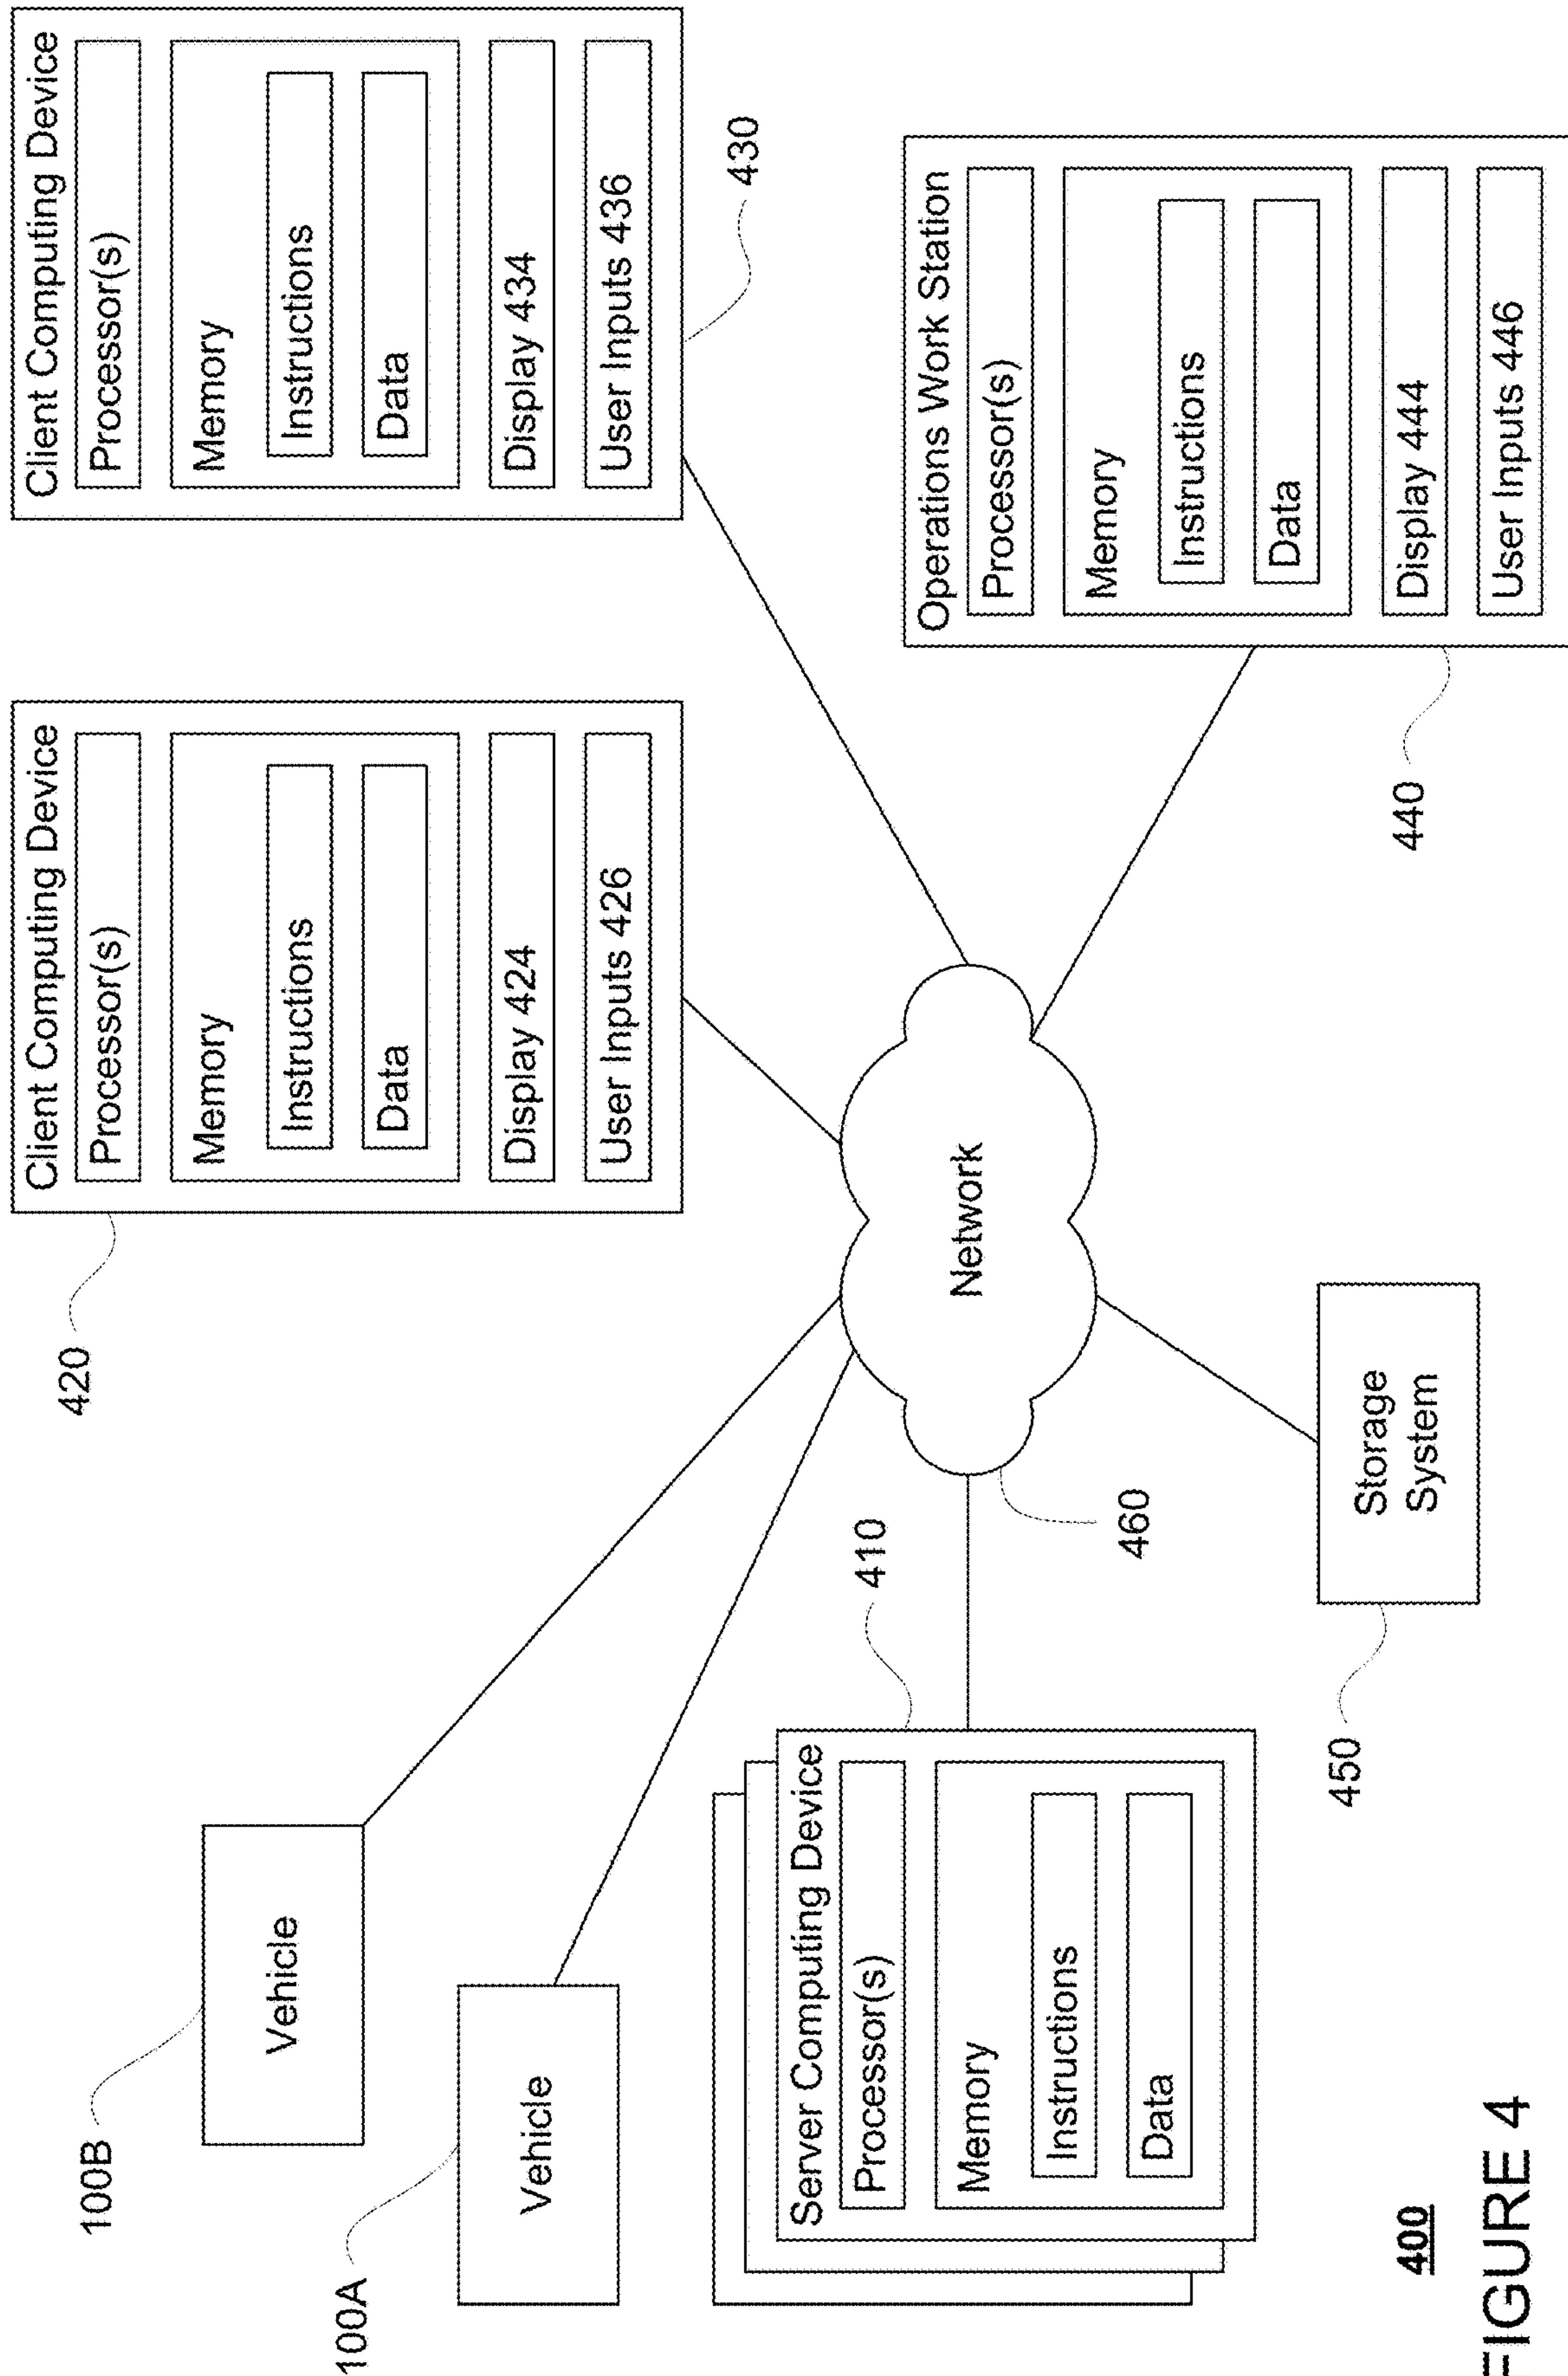 100B
Vehicle
100A
Vehicle
420
Client Computing Device
Processor(s)
Memory
Instructions
Data
Display 424
User Inputs 426
Client Computing Device
Processor(s)
Memory
Instructions
Data
Display 434
User Inputs 436
430
Server Computing Device
Processor(s)
Memory
Instructions
Data
410
Network
460
Storage
System
450
Operations Work Station
Processor(s)
Memory
Instructions
Data
Display 444
User Inputs 446
440
400
FIGURE 4